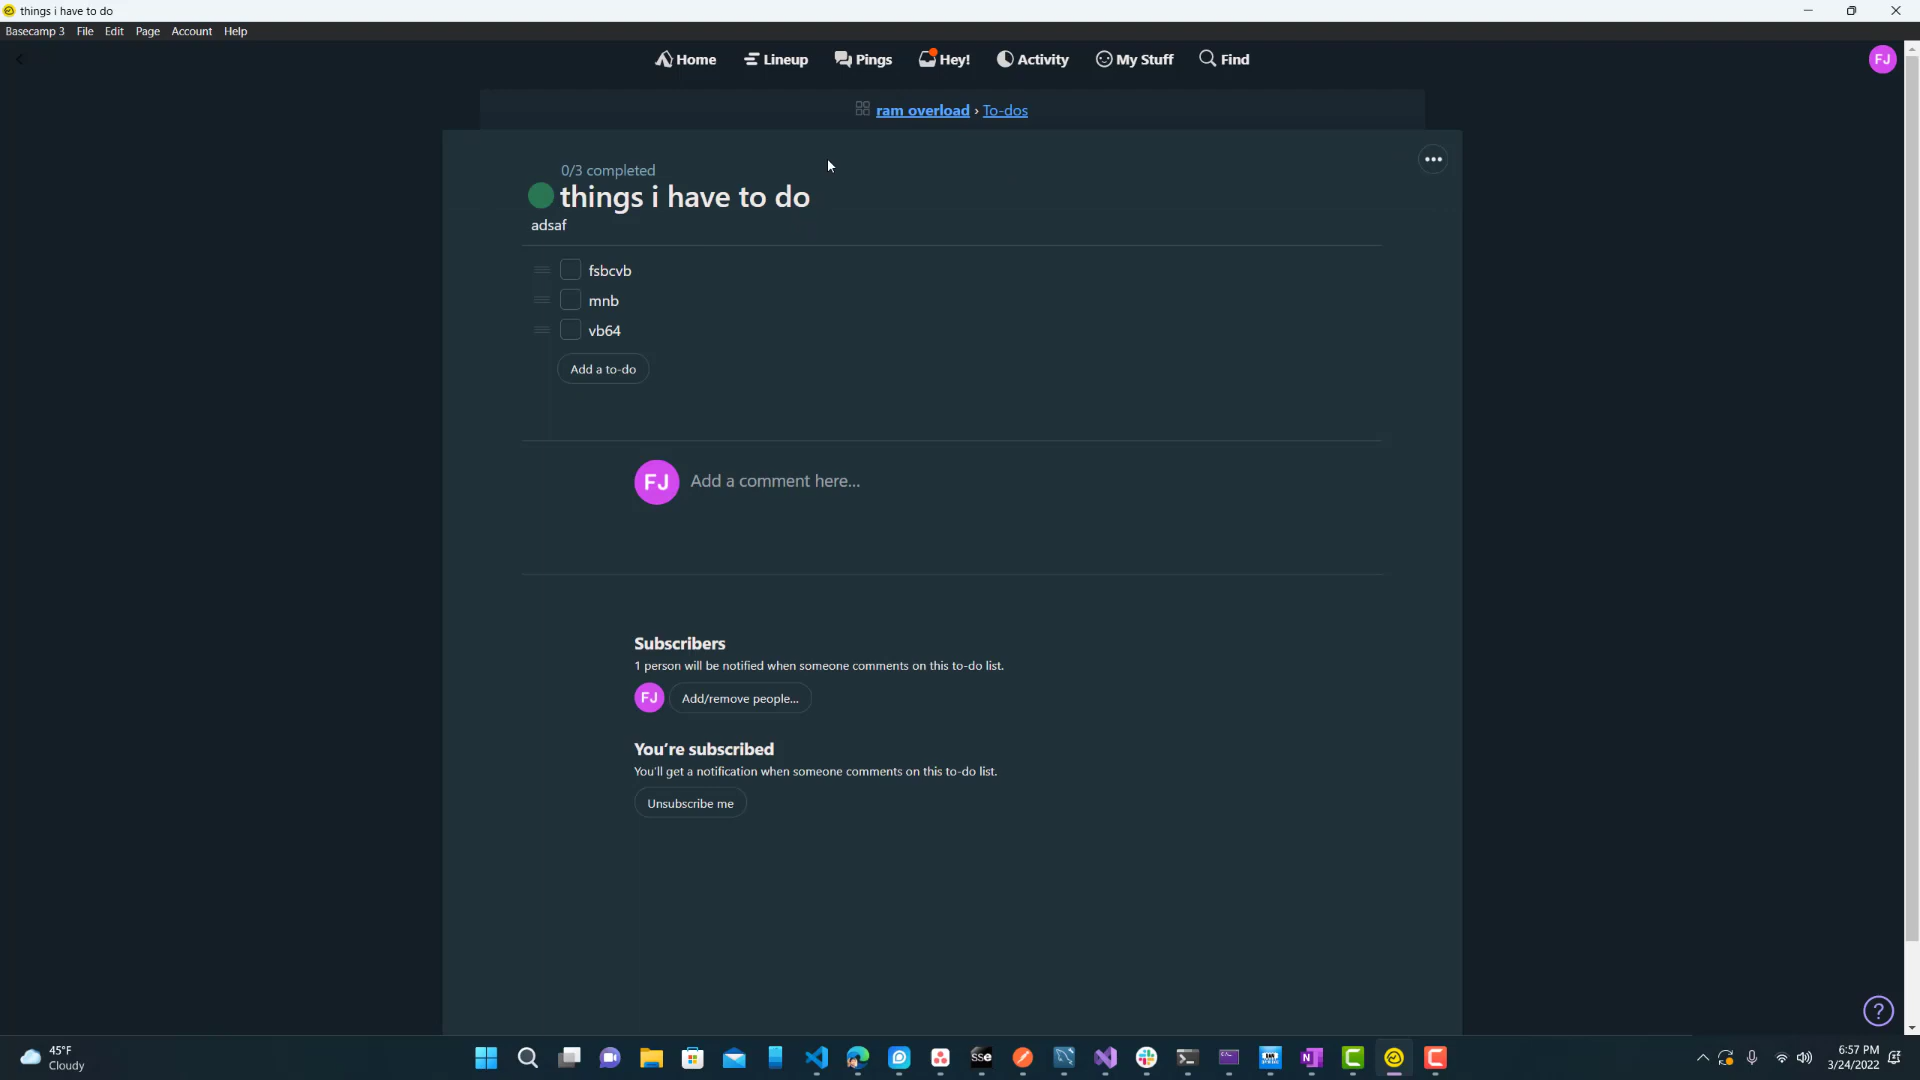 things i have to do
Basecamp 3 File Edit Page Account Help
Home Lineup Pings Hey! Activity My Stuff Find
FJ
ram overload › To-dos
0/3 completed
things i have to do
adsaf
fsbcvb
mnb
vb64
Add a to-do
FJ Add a comment here...
Subscribers
1 person will be notified when someone comments on this to-do list.
FJ Add/remove people...
You're subscribed
You'll get a notification when someone comments on this to-do list.
Unsubscribe me
?
45°F
Cloudy
SSE
N
6:57 PM
3/24/2022